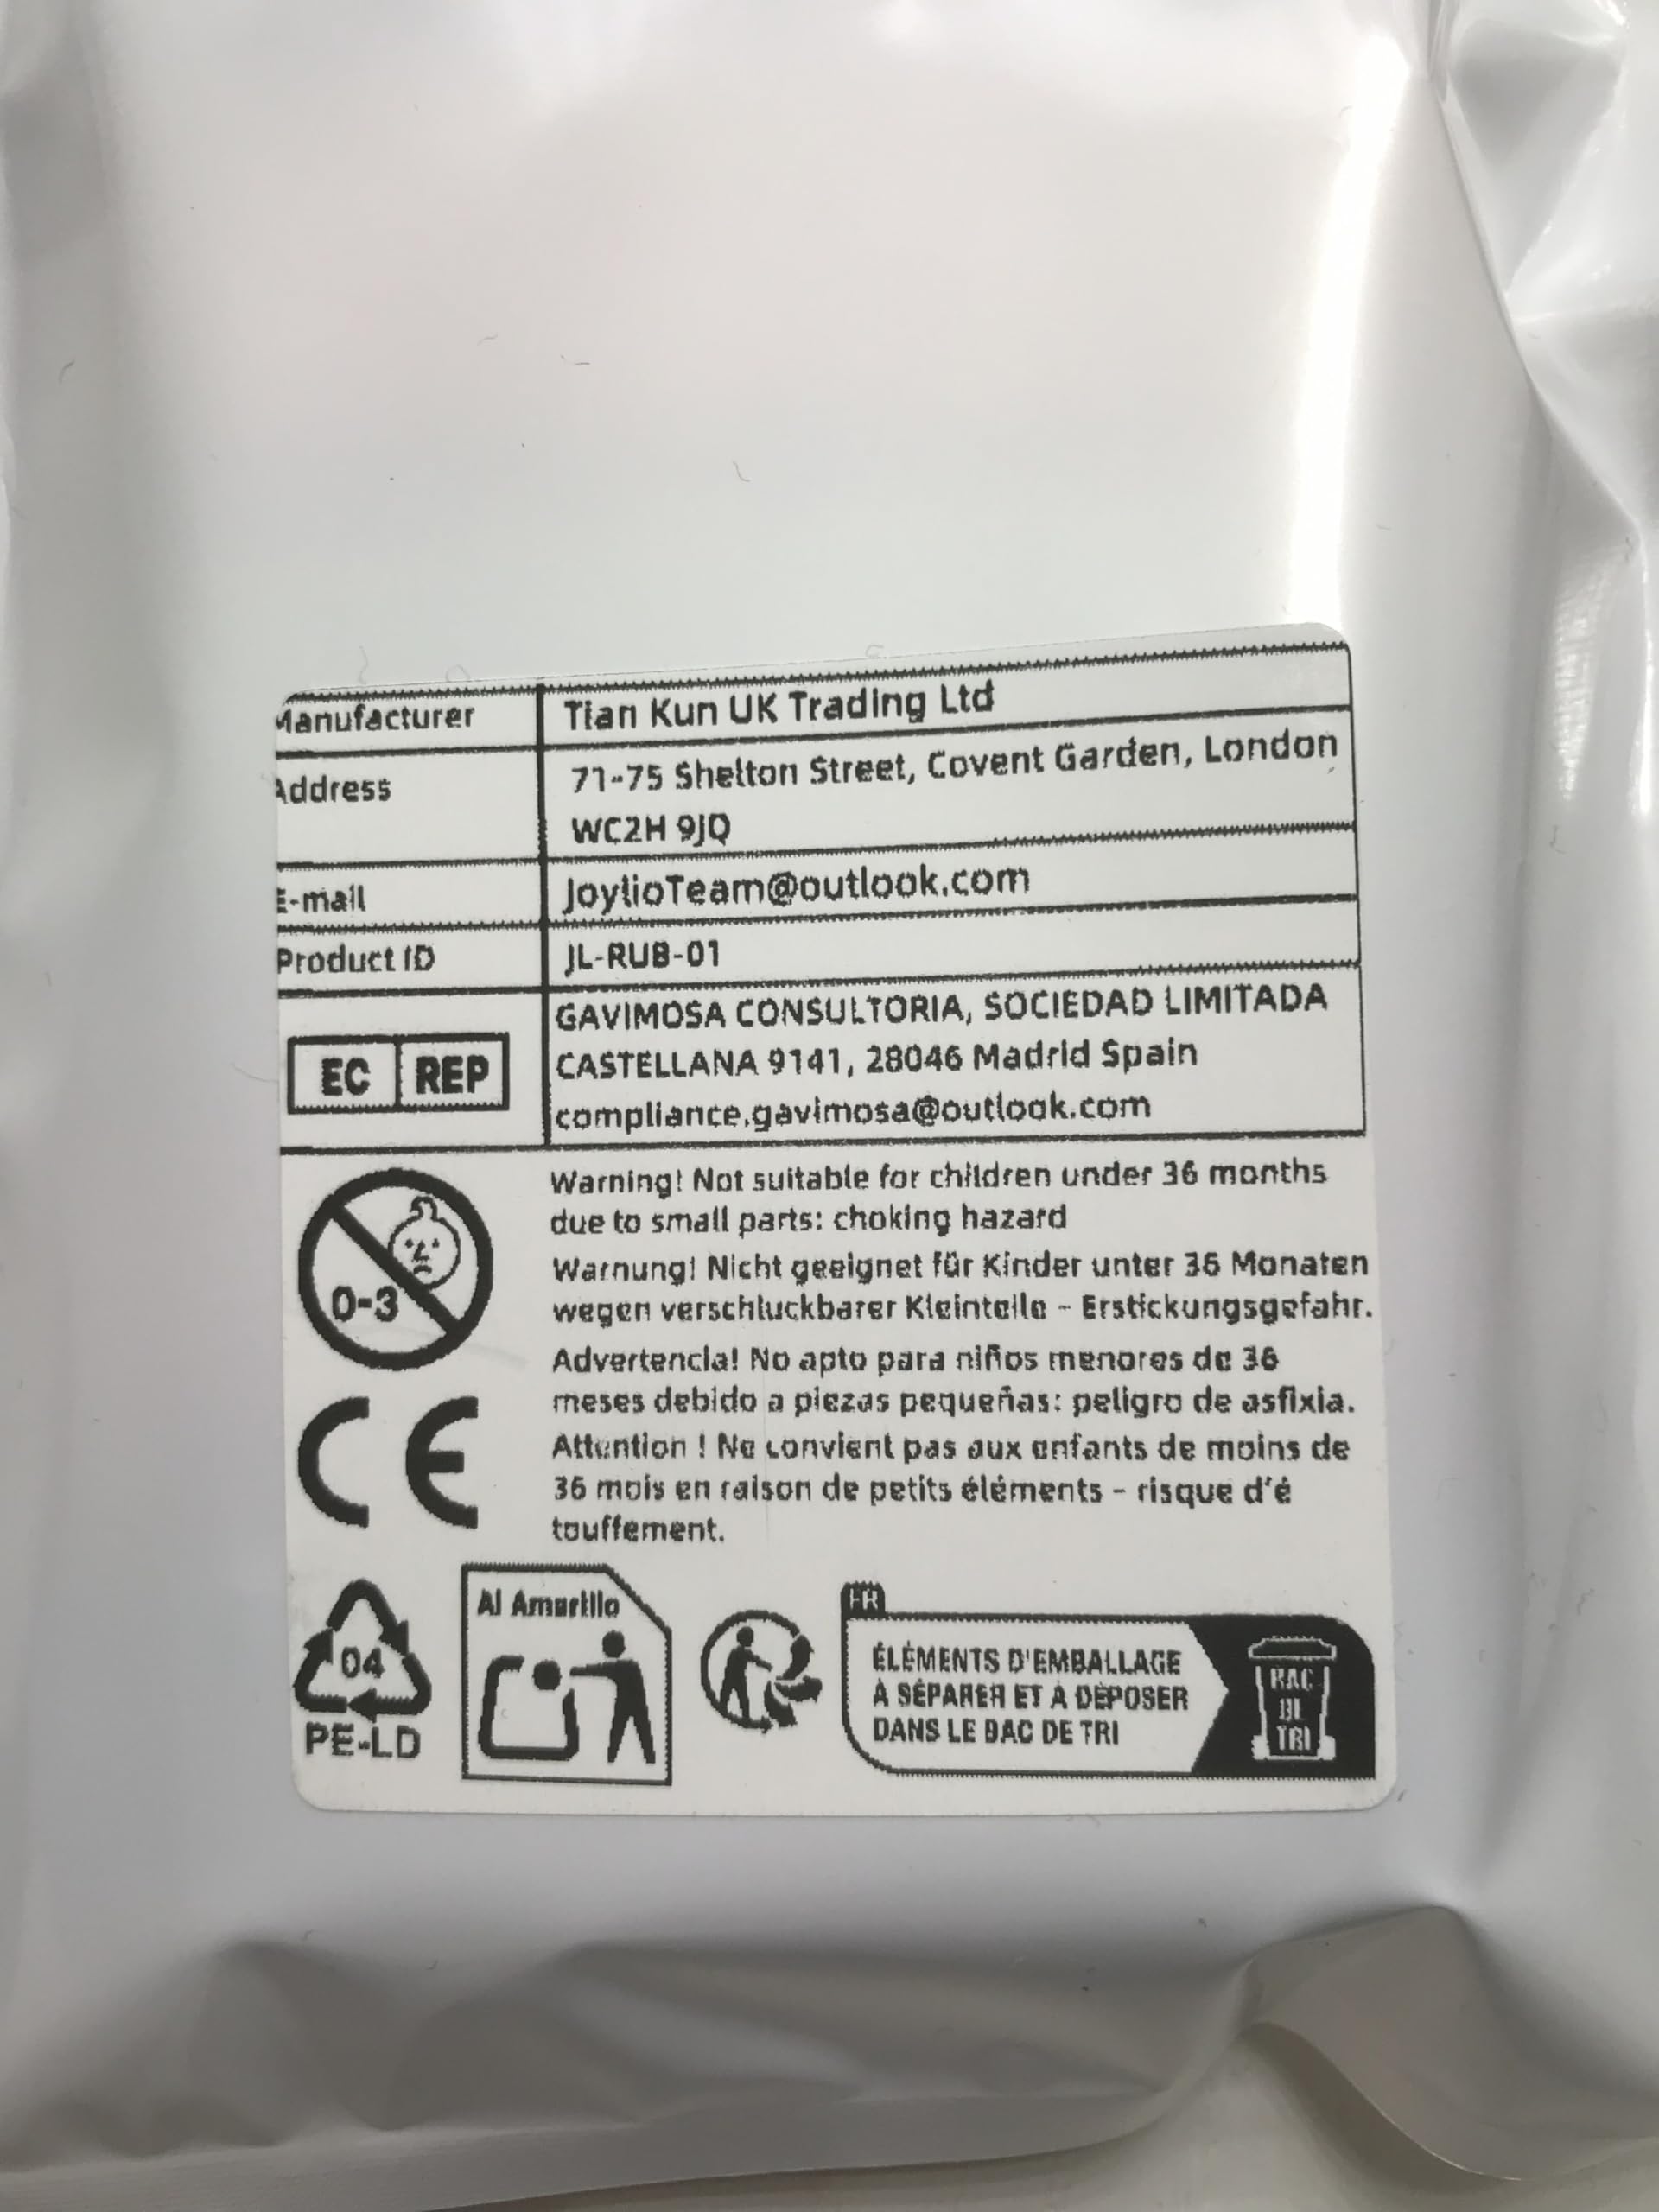 Manufacturer Tian Kun UK Trading Ltd
Address 71-75 Shelton Street, Covent Garden, London
WC2H 9JQ
E-mail JoylioTeam@outlook.com
Product ID JL-RUB-01
EC REP
GAVIMOSA CONSULTORIA, SOCIEDAD LIMITADA
CASTELLANA 9141, 28046 Madrid Spain
compliance.gavimosa@outlook.com
0-3
Warning! Not suitable for children under 36 months
due to small parts: choking hazard
Warnung! Nicht geeignet für Kinder unter 36 Monaten
wegen verschluckbarer Kleinteile - Erstickungsgefahr.
Advertencia! No apto para niños menores de 36
meses debido a piezas pequeñas: peligro de asfixia.
Attention ! Ne convient pas aux enfants de moins de
36 mois en raison de petits éléments - risque d'é
touffement.
CE
04
PE-LD
Al Amarillo
FR
ÉLÉMENTS D'EMBALLAGE
À SÉPARER ET À DÉPOSER
DANS LE BAC DE TRI
BAC
DE
TRI